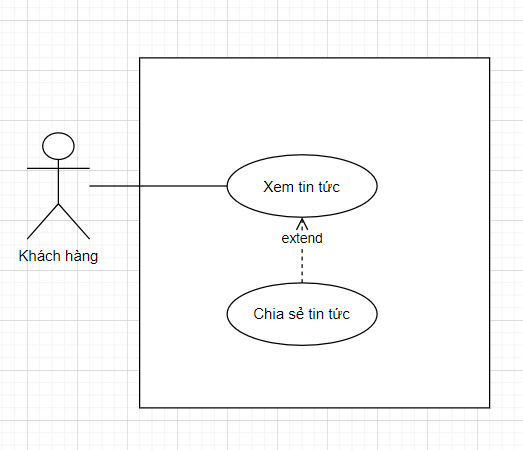 Xem tin tức
extend
Khách hàng
Chia sẻ tin tức